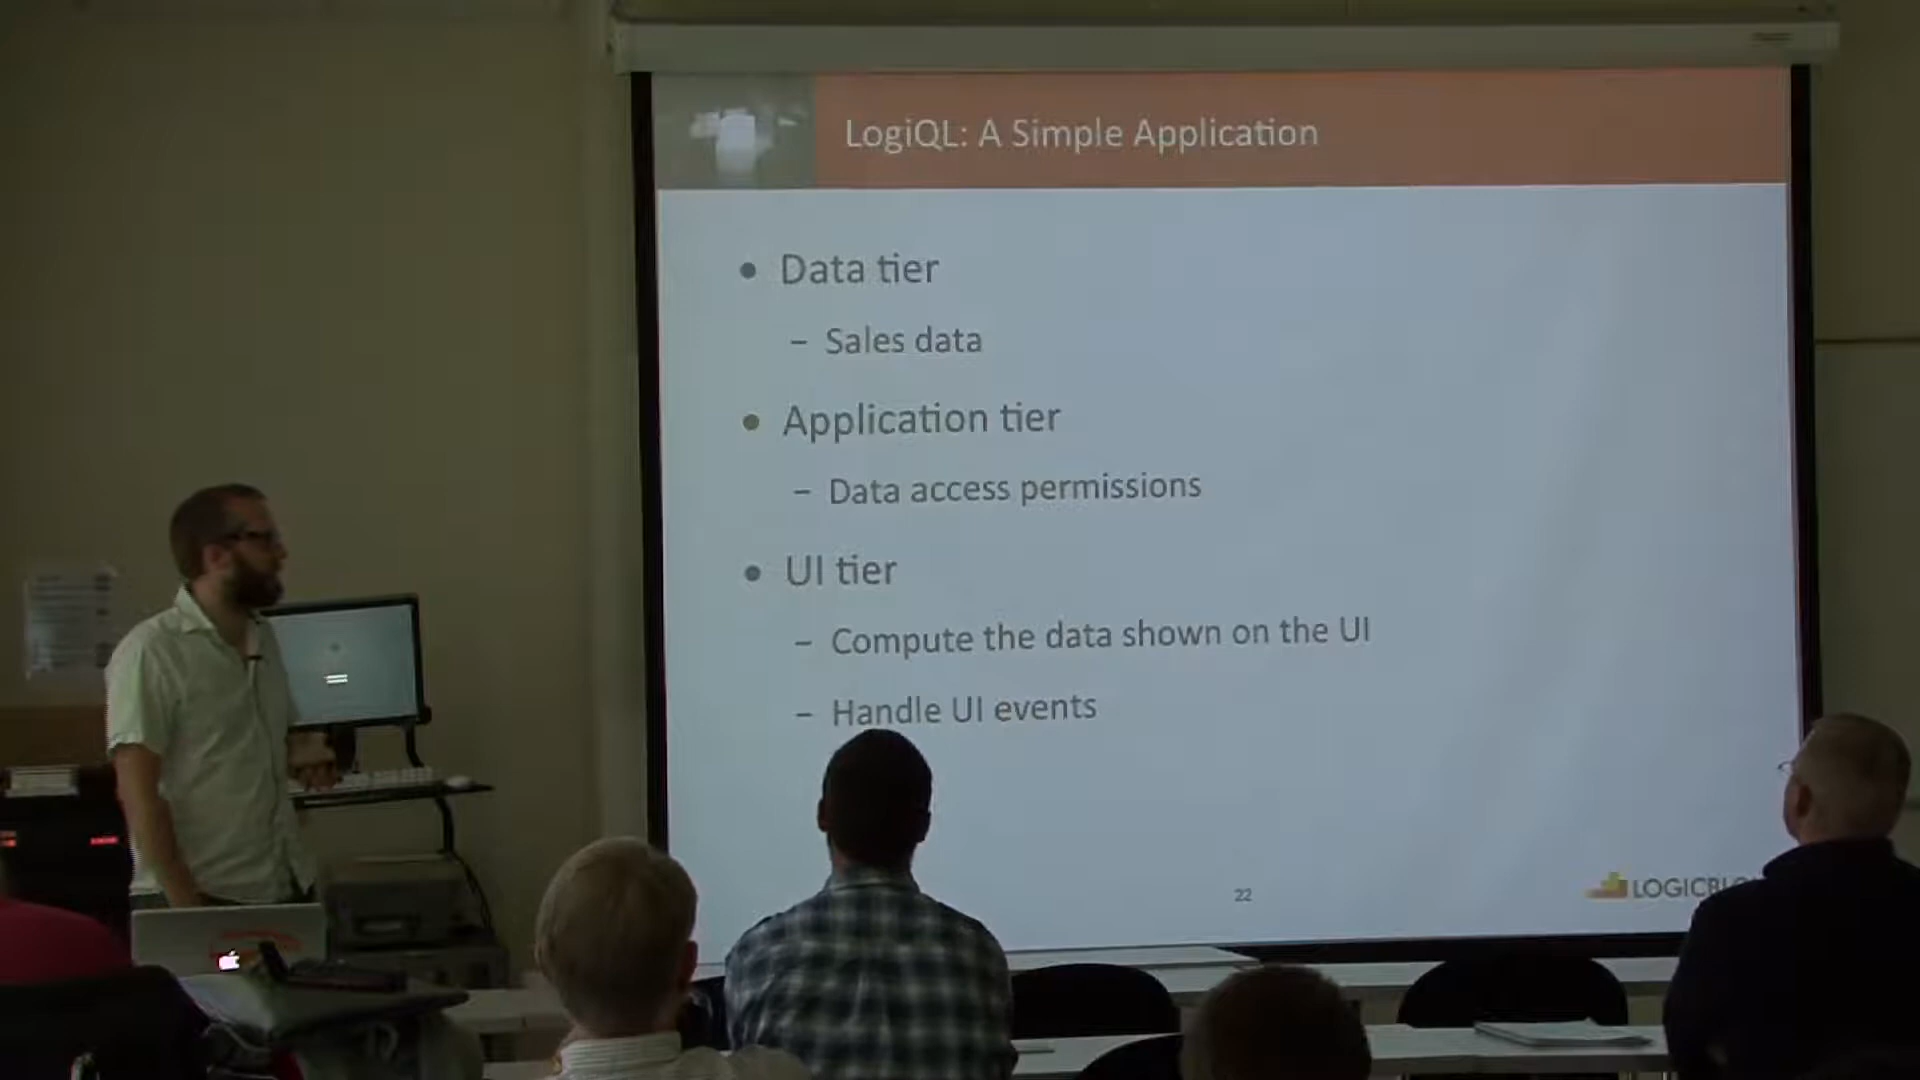 LogiQL: A Simple Application
• Data tier
– Sales data
• Application tier
– Data access permissions
• UI tier
– Compute the data shown on the UI
– Handle UI events
22